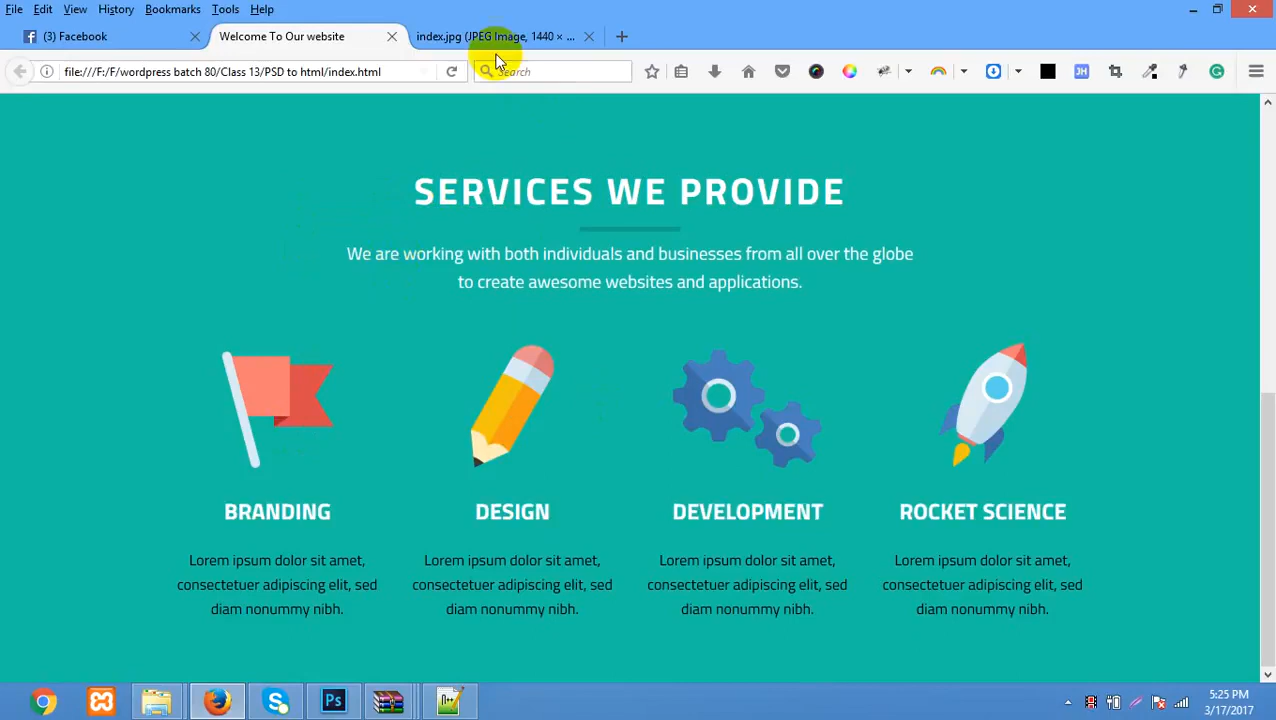 File Edit View History Bookmarks Tools Help
(3) Facebook Welcome To Our website index.jpg (JPEG Image, 1440 × ...
file:///F:/F/wordpress batch 80/Class 13/PSD to html/index.html Search JH
SERVICES WE PROVIDE
We are working with both individuals and businesses from all over the globe
to create awesome websites and applications.
BRANDING DESIGN DEVELOPMENT ROCKET SCIENCE
Lorem ipsum dolor sit amet, Lorem ipsum dolor sit amet, Lorem ipsum dolor sit amet, Lorem ipsum dolor sit amet,
consectetuer adipiscing elit, sed consectetuer adipiscing elit, sed consectetuer adipiscing elit, sed consectetuer adipiscing elit, sed
diam nonummy nibh. diam nonummy nibh. diam nonummy nibh. diam nonummy nibh.
Ps 5:25 PM
3/17/2017